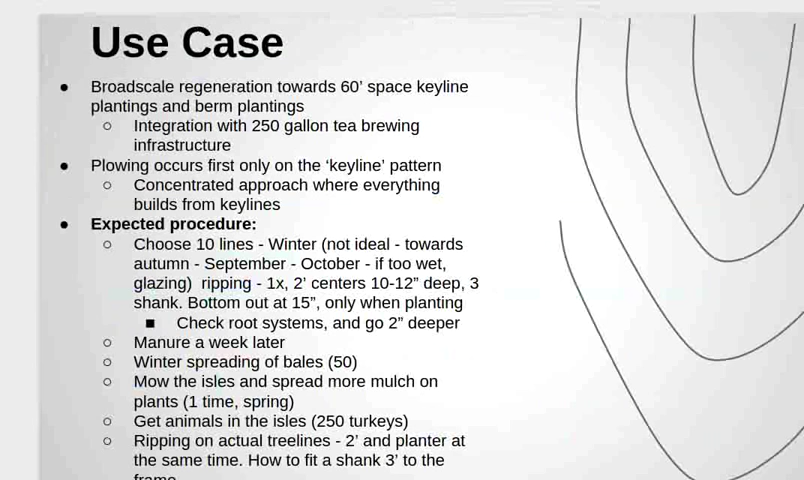 Use Case
● Broadscale regeneration towards 60’ space keyline
plantings and berm plantings
○ Integration with 250 gallon tea brewing
infrastructure
● Plowing occurs first only on the ‘keyline’ pattern
○ Concentrated approach where everything
builds from keylines
● Expected procedure:
○ Choose 10 lines - Winter (not ideal - towards
autumn - September - October - if too wet,
glazing)  ripping - 1x, 2’ centers 10-12” deep, 3
shank. Bottom out at 15”, only when planting
■ Check root systems, and go 2” deeper
○ Manure a week later
○ Winter spreading of bales (50)
○ Mow the isles and spread more mulch on
plants (1 time, spring)
○ Get animals in the isles (250 turkeys)
○ Ripping on actual treelines - 2’ and planter at
the same time. How to fit a shank 3’ to the
frame